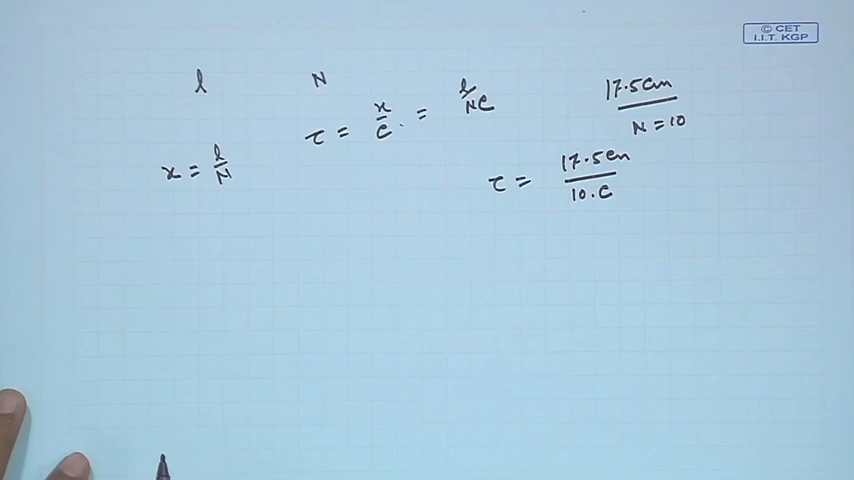 © CET
I.I.T. KGP
l N
τ = x/c = l/NC
17.5cm
N = 10
x = l/N
τ = 17.5cm / 10.C